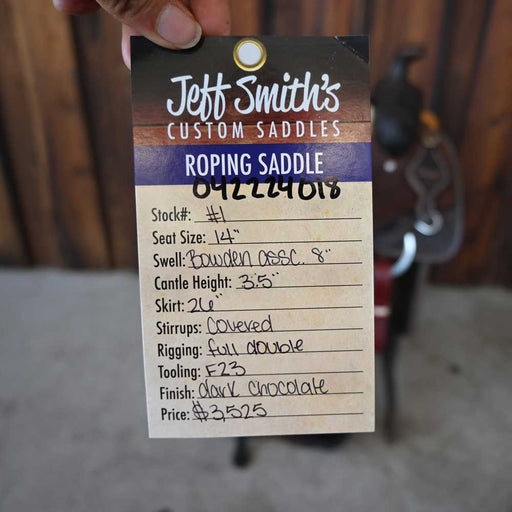 Jeff Smith's
CUSTOM SADDLES
ROPING SADDLE
042224018
Stock#: #1
Seat Size: 14"
Swell: Bowden assc. 8"
Cantle Height: 3.5"
Skirt: 26"
Stirrups: Covered
Rigging: full double
Tooling: F23
Finish: dark chocolate
Price: $3,525